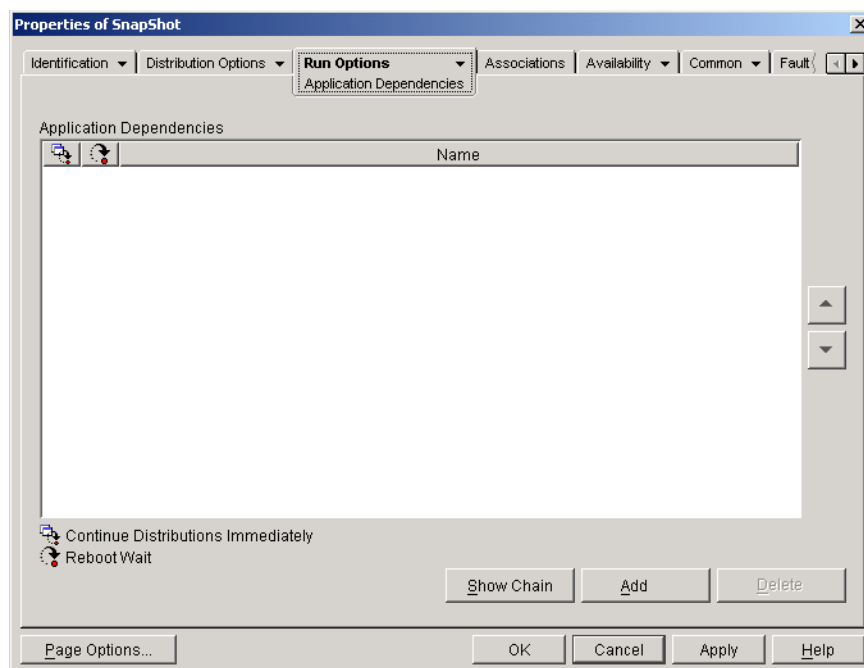 Properties of SnapShot
Identification Distribution Options Run Options Associations Availability Common Fault
Application Dependencies
Application Dependencies
Name
Continue Distributions Immediately
Reboot Wait
Show Chain Add Delete
Page Options... OK Cancel Apply Help